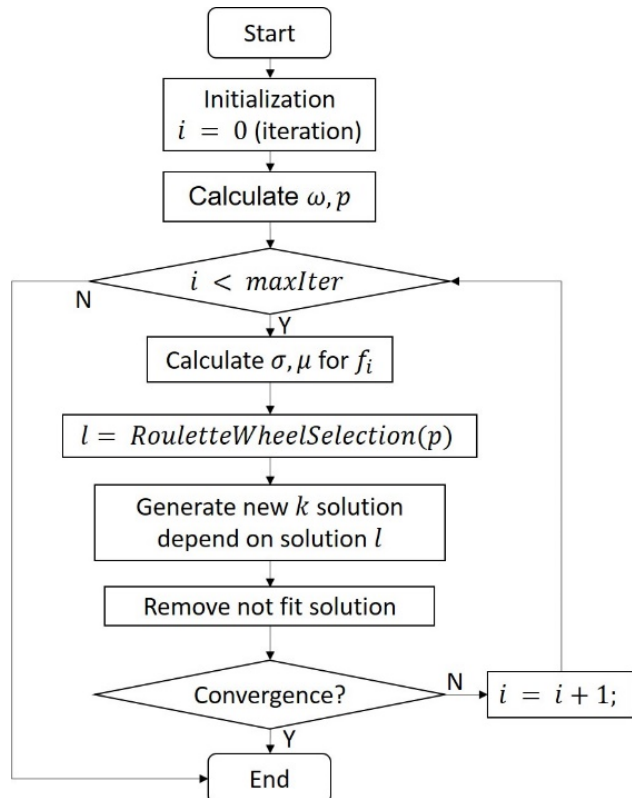 Start
Initialization
i = 0 (iteration)
Calculate ω, p
i < maxIter
N
Y
Calculate σ, μ for fᵢ
l = RouletteWheelSelection(p)
Generate new k solution
depend on solution l
Remove not fit solution
Convergence?
N
i = i + 1;
Y
End